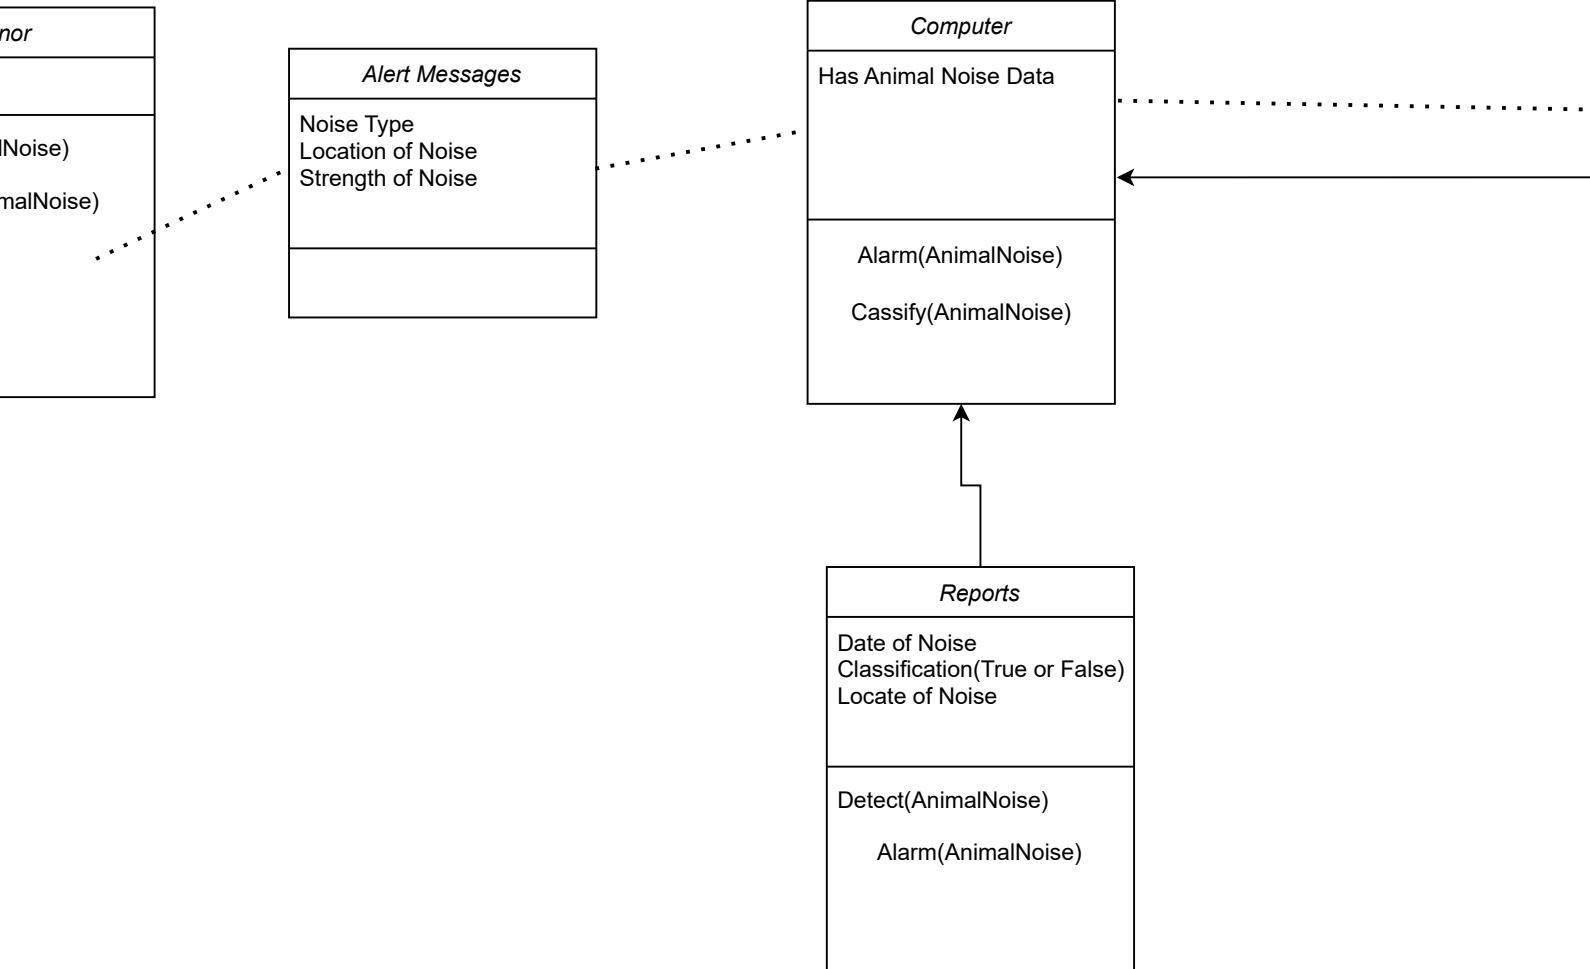 nor
lNoise)
malNoise)
Alert Messages
Noise Type
Location of Noise
Strength of Noise
Computer
Has Animal Noise Data
Alarm(AnimalNoise)
Cassify(AnimalNoise)
Reports
Date of Noise
Classification(True or False)
Locate of Noise
Detect(AnimalNoise)
Alarm(AnimalNoise)